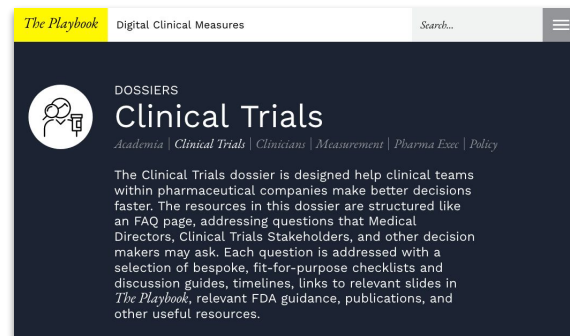 The Playbook Digital Clinical Measures Search...
DOSSIERS
Clinical Trials
Academia | Clinical Trials | Clinicians | Measurement | Pharma Exec | Policy
The Clinical Trials dossier is designed help clinical teams
within pharmaceutical companies make better decisions
faster. The resources in this dossier are structured like
an FAQ page, addressing questions that Medical
Directors, Clinical Trials Stakeholders, and other decision
makers may ask. Each question is addressed with a
selection of bespoke, fit-for-purpose checklists and
discussion guides, timelines, links to relevant slides in
The Playbook, relevant FDA guidance, publications, and
other useful resources.